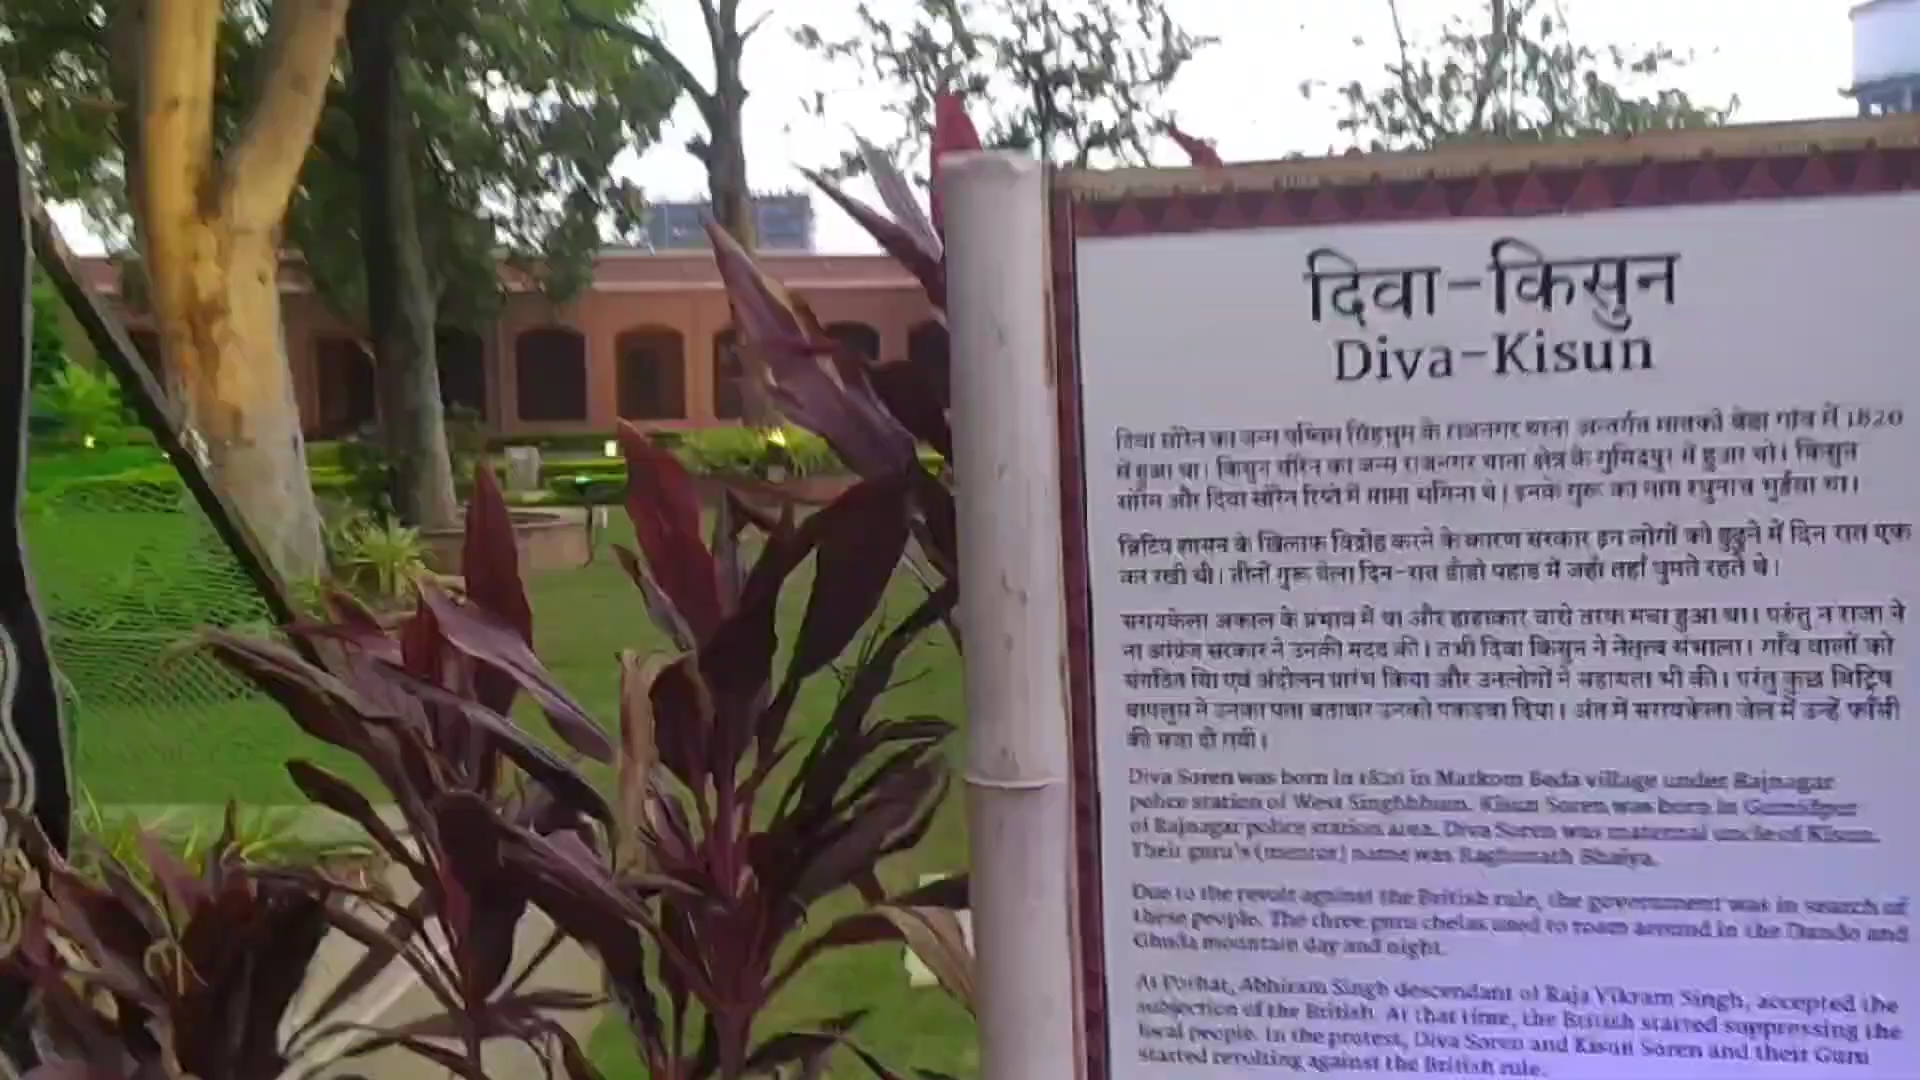 दिवा-किसुन
Diva-Kisun
दिवा सोरेन का जन्म पश्चिम सिंहभुम के राजनगर थाना अन्तर्गत मातकोम बेडा गाँव में 1820
में हुआ था। किसुन सोरेन का जन्म राजनगर थाना क्षेत्र के गुमिदपुर में हुआ था। किसुन
सोरेन और दिवा सोरेन रिश्ते में मामा भगिना थे। इनके गुरू का नाम रघुनाथ भुईया था।
ब्रिटिष शासन के खिलाफ विद्रोह करने के कारण सरकार इन लोगों को ढुढ़ने में दिन रात एक
कर रखी थी। तीनों गुरू चेला दिन-रात डाँडो पहाड़ में जहाँ तहाँ घुमते रहते थे।
सरायकेला अकाल के प्रभाव में था और हाहाकार चारो तरफ मचा हुआ था। परंतु न राजा ने
ना अंग्रेज सरकार ने उनकी मदद की। तभी दिवा किसुन ने नेतृत्व संभाला। गाँव वालों को
संगठित किया एवं अंदोलन प्रारंभ किया और उनलोगों ने सहायता भी की। परंतु कुछ ब्रिटिष
चापलुस ने उनका पता बताकर उनको पकडवा दिया। अंत में सरायकेला जेल में उन्हें फाँसी
की सजा दी गयी।
Diva Soren was born in 1820 in Matkom Beda village under Rajnagar
police station of West Singhbhum. Kisun Soren was born in Gumidpur
of Rajnagar police station area. Diva Soren was maternal uncle of Kisun.
Their guru's (mentor) name was Raghunath Bhaiya.
Due to the revolt against the British rule, the government was in search of
these people. The three guru chelas used to roam around in the Dando and
Ghuda mountain day and night.
At Porhat, Abhiram Singh descendant of Raja Vikram Singh, accepted the
subjection of the British. At that time, the British started suppressing the
local people. In the protest, Diva Soren and Kisun Soren and their Guru
started revolting against the British rule.